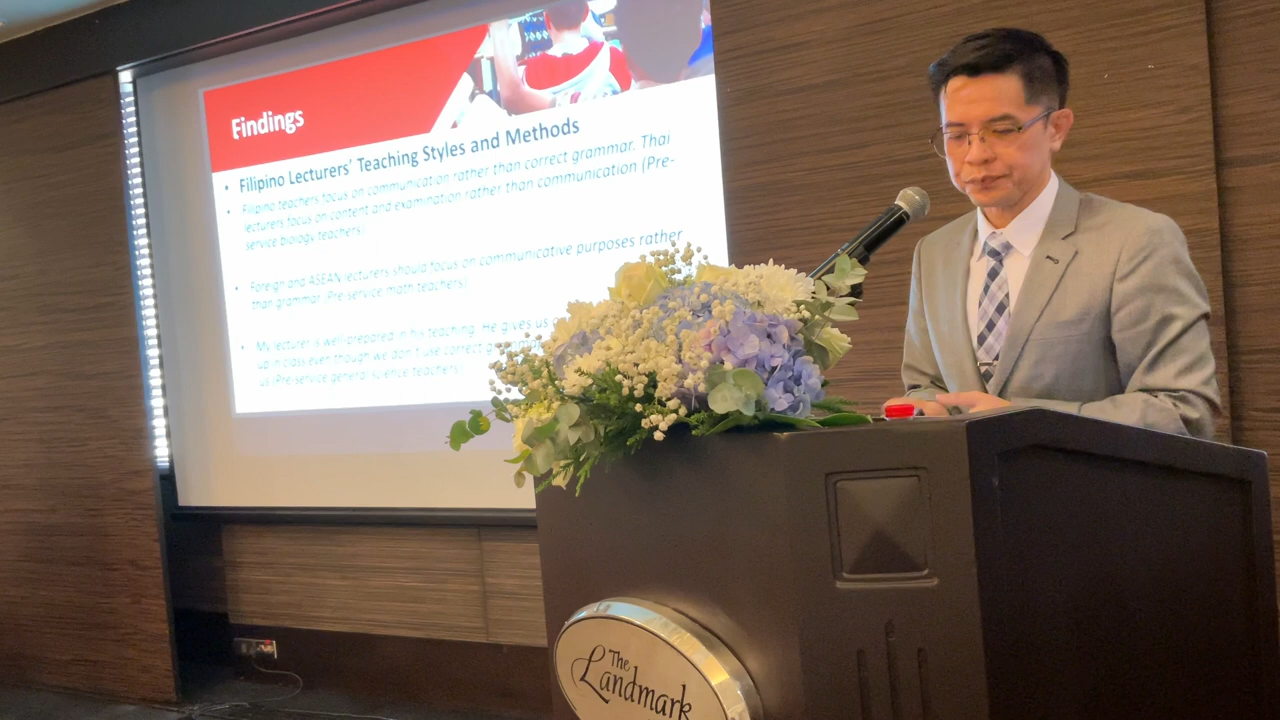 Findings
• Filipino Lecturers' Teaching Styles and Methods
• Filipino teachers focus on communication rather than correct grammar. Thai
lecturers focus on content and examination rather than communication (Pre-
service biology teachers)
• Foreign and ASEAN lecturers should focus on communicative purposes rather
than grammar (Pre-service math teachers)
• My lecturer is well-prepared in his teaching. He gives us
up in class even though we don't use correct
us (Pre-service general science teachers)
The
Landmark